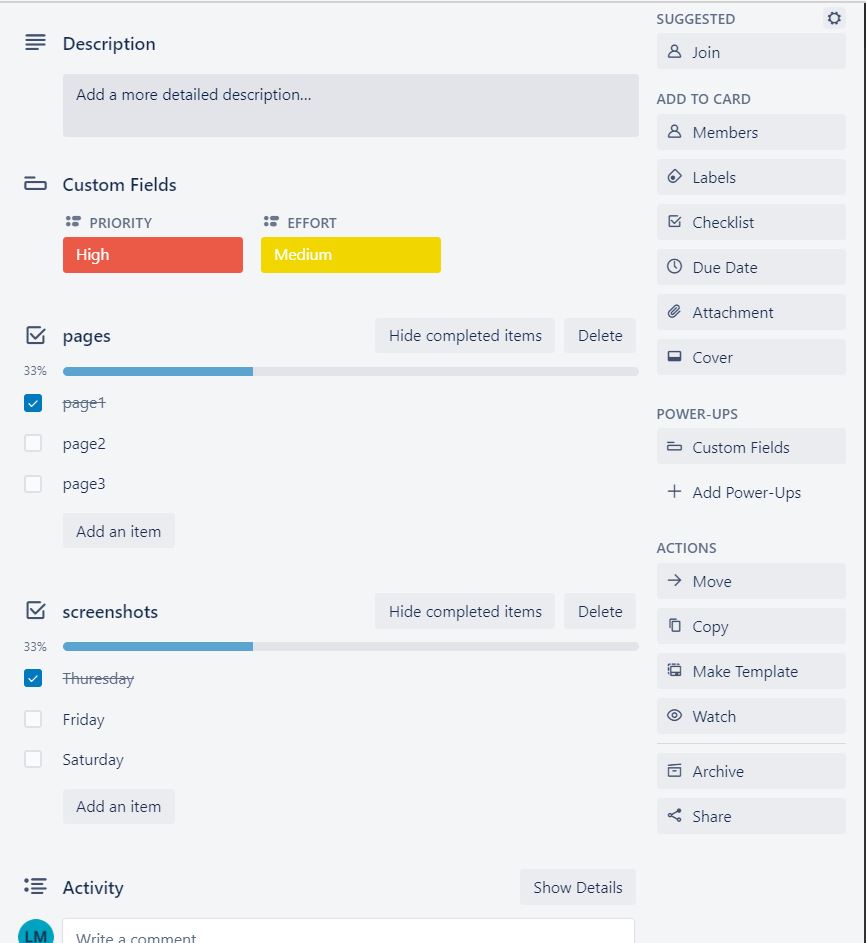 Description
Add a more detailed description...
Custom Fields
PRIORITY EFFORT
High Medium
pages Hide completed items Delete
33%
page1
page2
page3
Add an item
screenshots Hide completed items Delete
33%
Thuresday
Friday
Saturday
Add an item
Activity Show Details
LM Write a comment
SUGGESTED
Join
ADD TO CARD
Members
Labels
Checklist
Due Date
Attachment
Cover
POWER-UPS
Custom Fields
Add Power-Ups
ACTIONS
Move
Copy
Make Template
Watch
Archive
Share